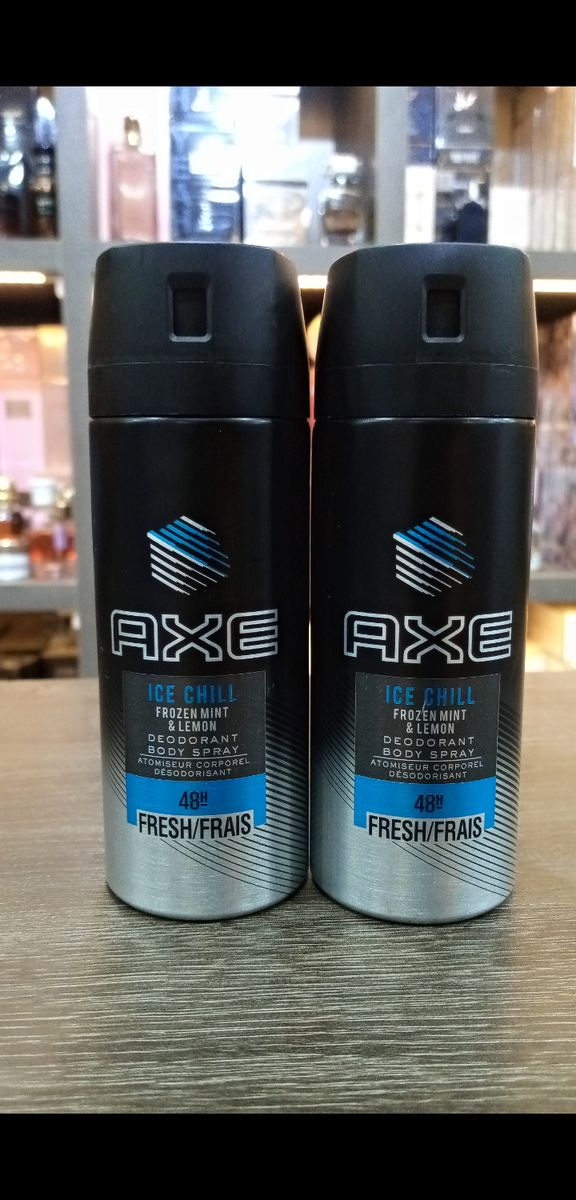 AXE
ICE CHILL
FROZEN MINT
& LEMON
DEODORANT
BODY SPRAY
ATOMISEUR CORPOREL
DÉSODORISANT
48H
FRESH/FRAIS
AXE
ICE CHILL
FROZEN MINT
& LEMON
DEODORANT
BODY SPRAY
ATOMISEUR CORPOREL
DÉSODORISANT
48H
FRESH/FRAIS